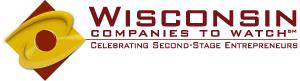 WISCONSIN
COMPANIES TO WATCH℠
CELEBRATING SECOND-STAGE ENTREPRENEURS